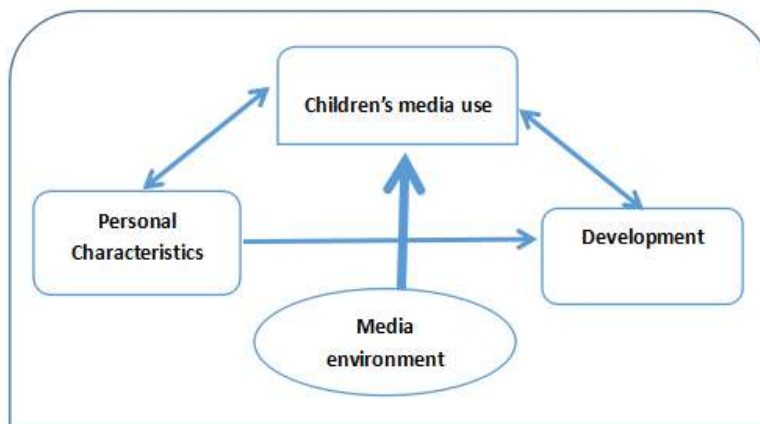 Children's media use
Personal
Characteristics
Development
Media
environment